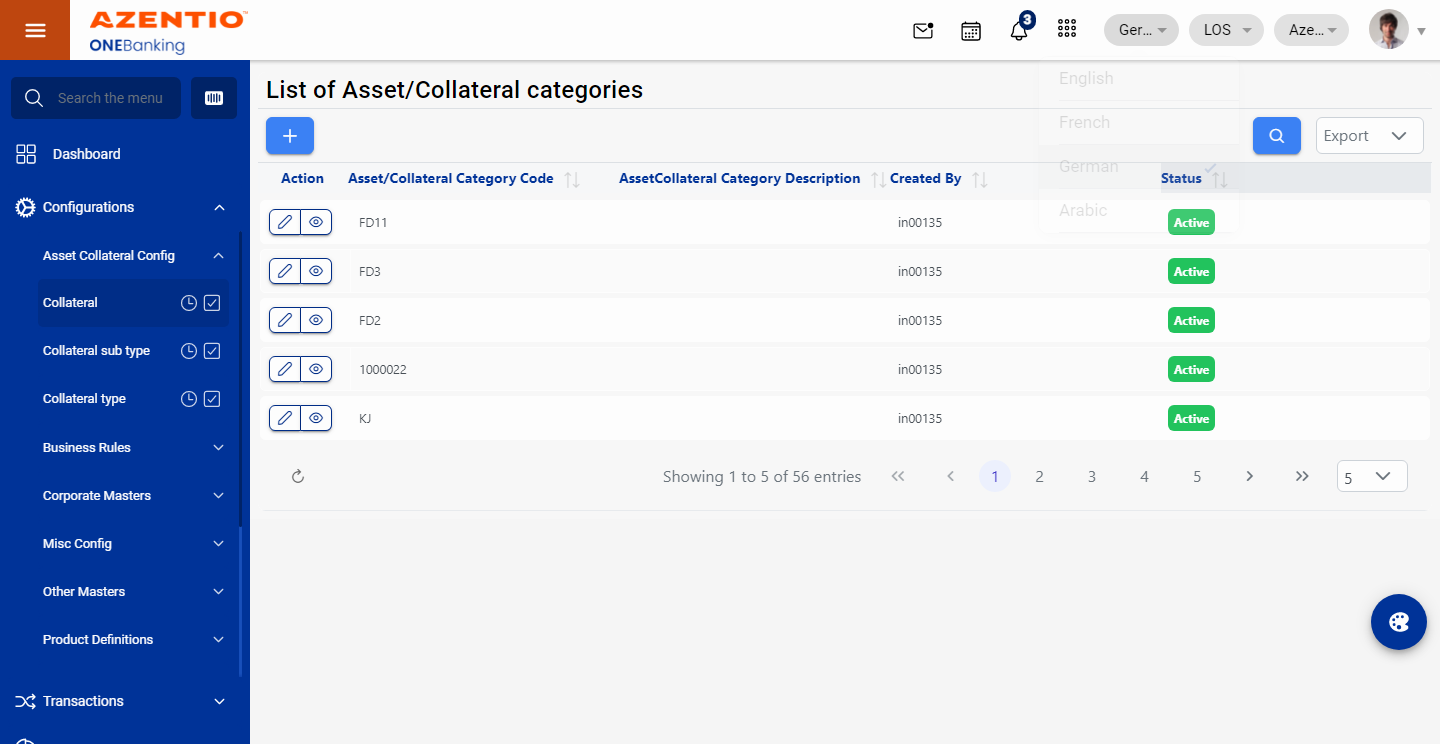 AZENTIO™
ONEBanking
3
Ger...
LOS
Aze...
Search the menu
Dashboard
Configurations
Asset Collateral Config
Collateral
Collateral sub type
Collateral type
Business Rules
Corporate Masters
Misc Config
Other Masters
Product Definitions
Transactions
List of Asset/Collateral categories
English
French
German
Arabic
Export
Action Asset/Collateral Category Code AssetCollateral Category Description Created By Status
FD11 in00135 Active
FD3 in00135 Active
FD2 in00135 Active
1000022 in00135 Active
KJ in00135 Active
Showing 1 to 5 of 56 entries 1 2 3 4 5 5